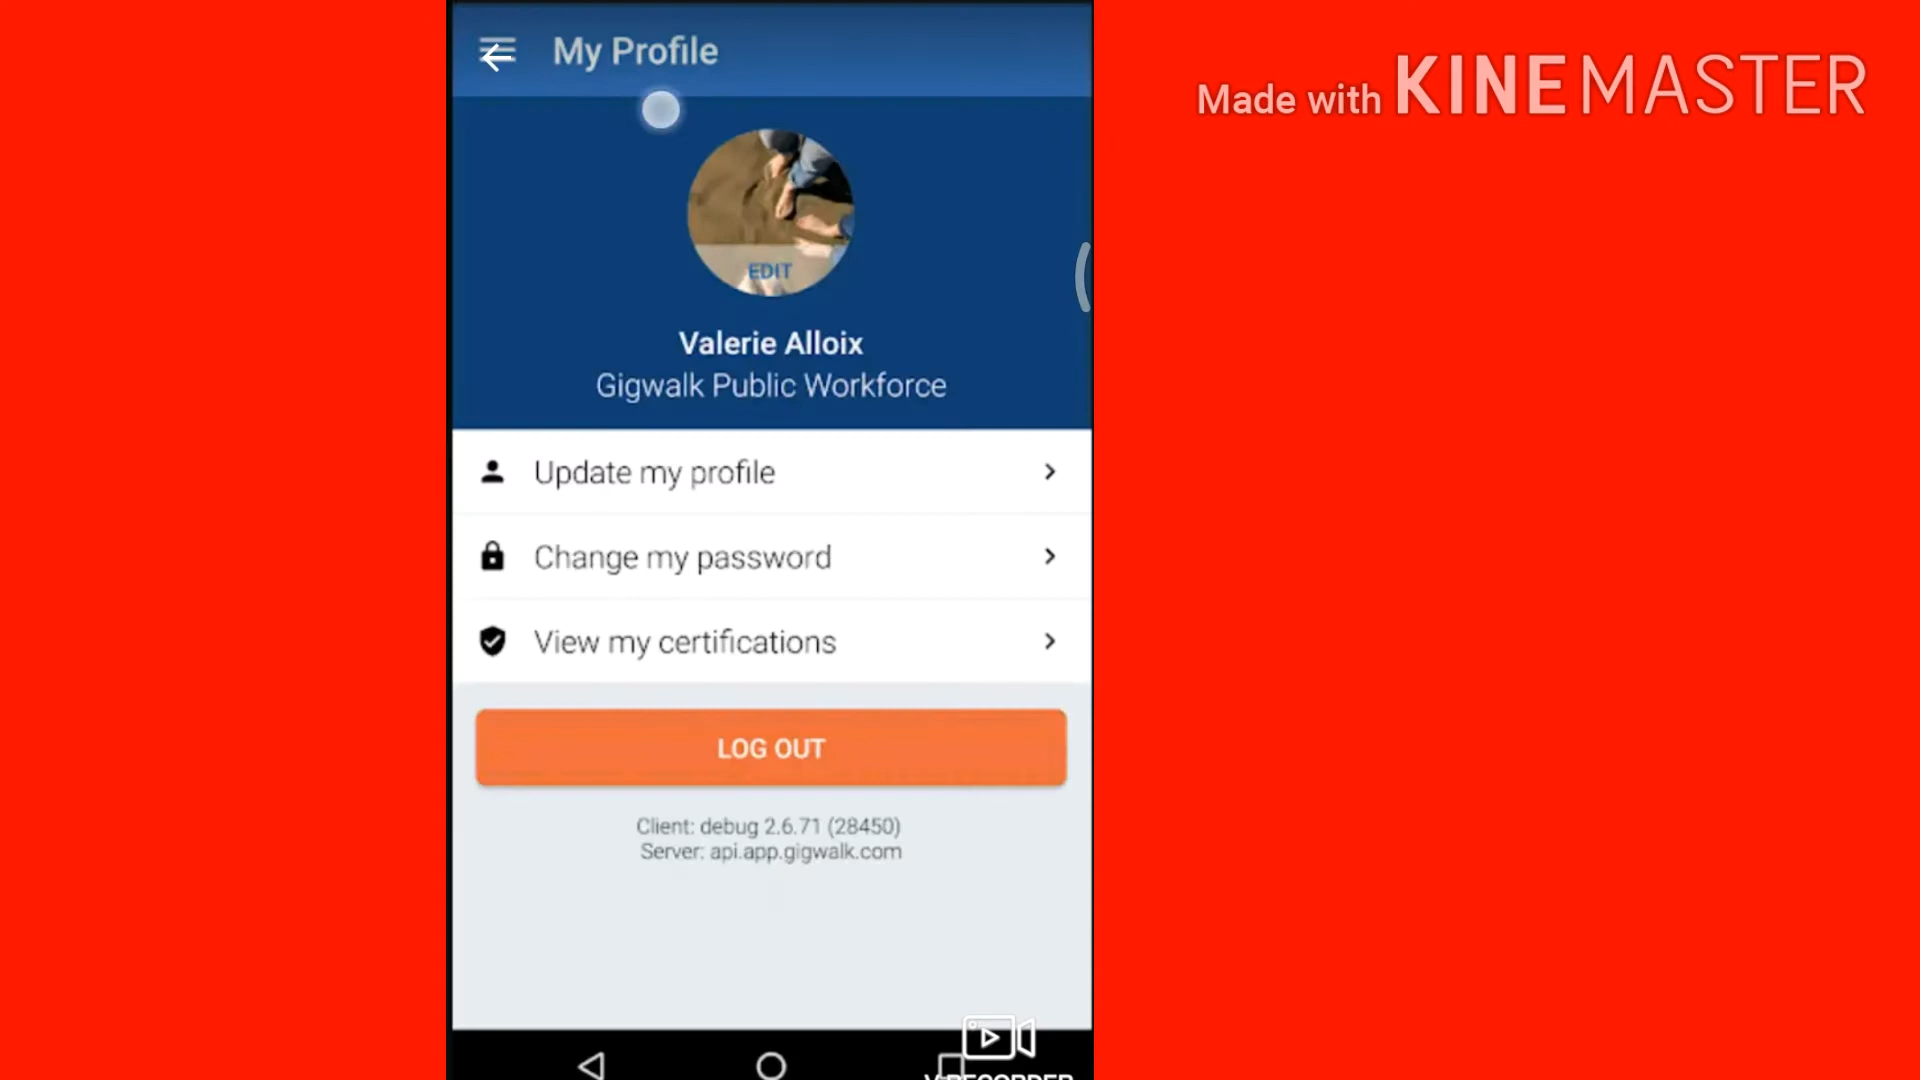 My Profile
Made with KINEMASTER
EDIT
Valerie Alloix
Gigwalk Public Workforce
Update my profile
Change my password
View my certifications
LOG OUT
Client: debug 2.6.71 (28450)
Server: api.app.gigwalk.com
V RECORDER